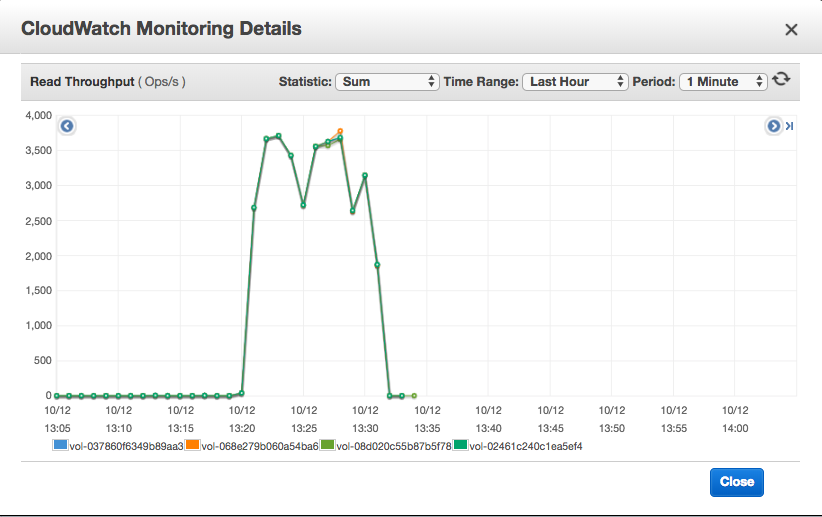 CloudWatch Monitoring Details
Read Throughput ( Ops/s )    Statistic: Sum    Time Range: Last Hour    Period: 1 Minute
4,000
3,500
3,000
2,500
2,000
1,500
1,000
500
0
10/12 10/12 10/12 10/12 10/12 10/12 10/12 10/12 10/12 10/12 10/12 10/12
13:05 13:10 13:15 13:20 13:25 13:30 13:35 13:40 13:45 13:50 13:55 14:00
vol-037860f6349b89aa3 vol-068e279b060a54ba6 vol-08d020c55b87b5f78 vol-02461c240c1ea5ef4
Close